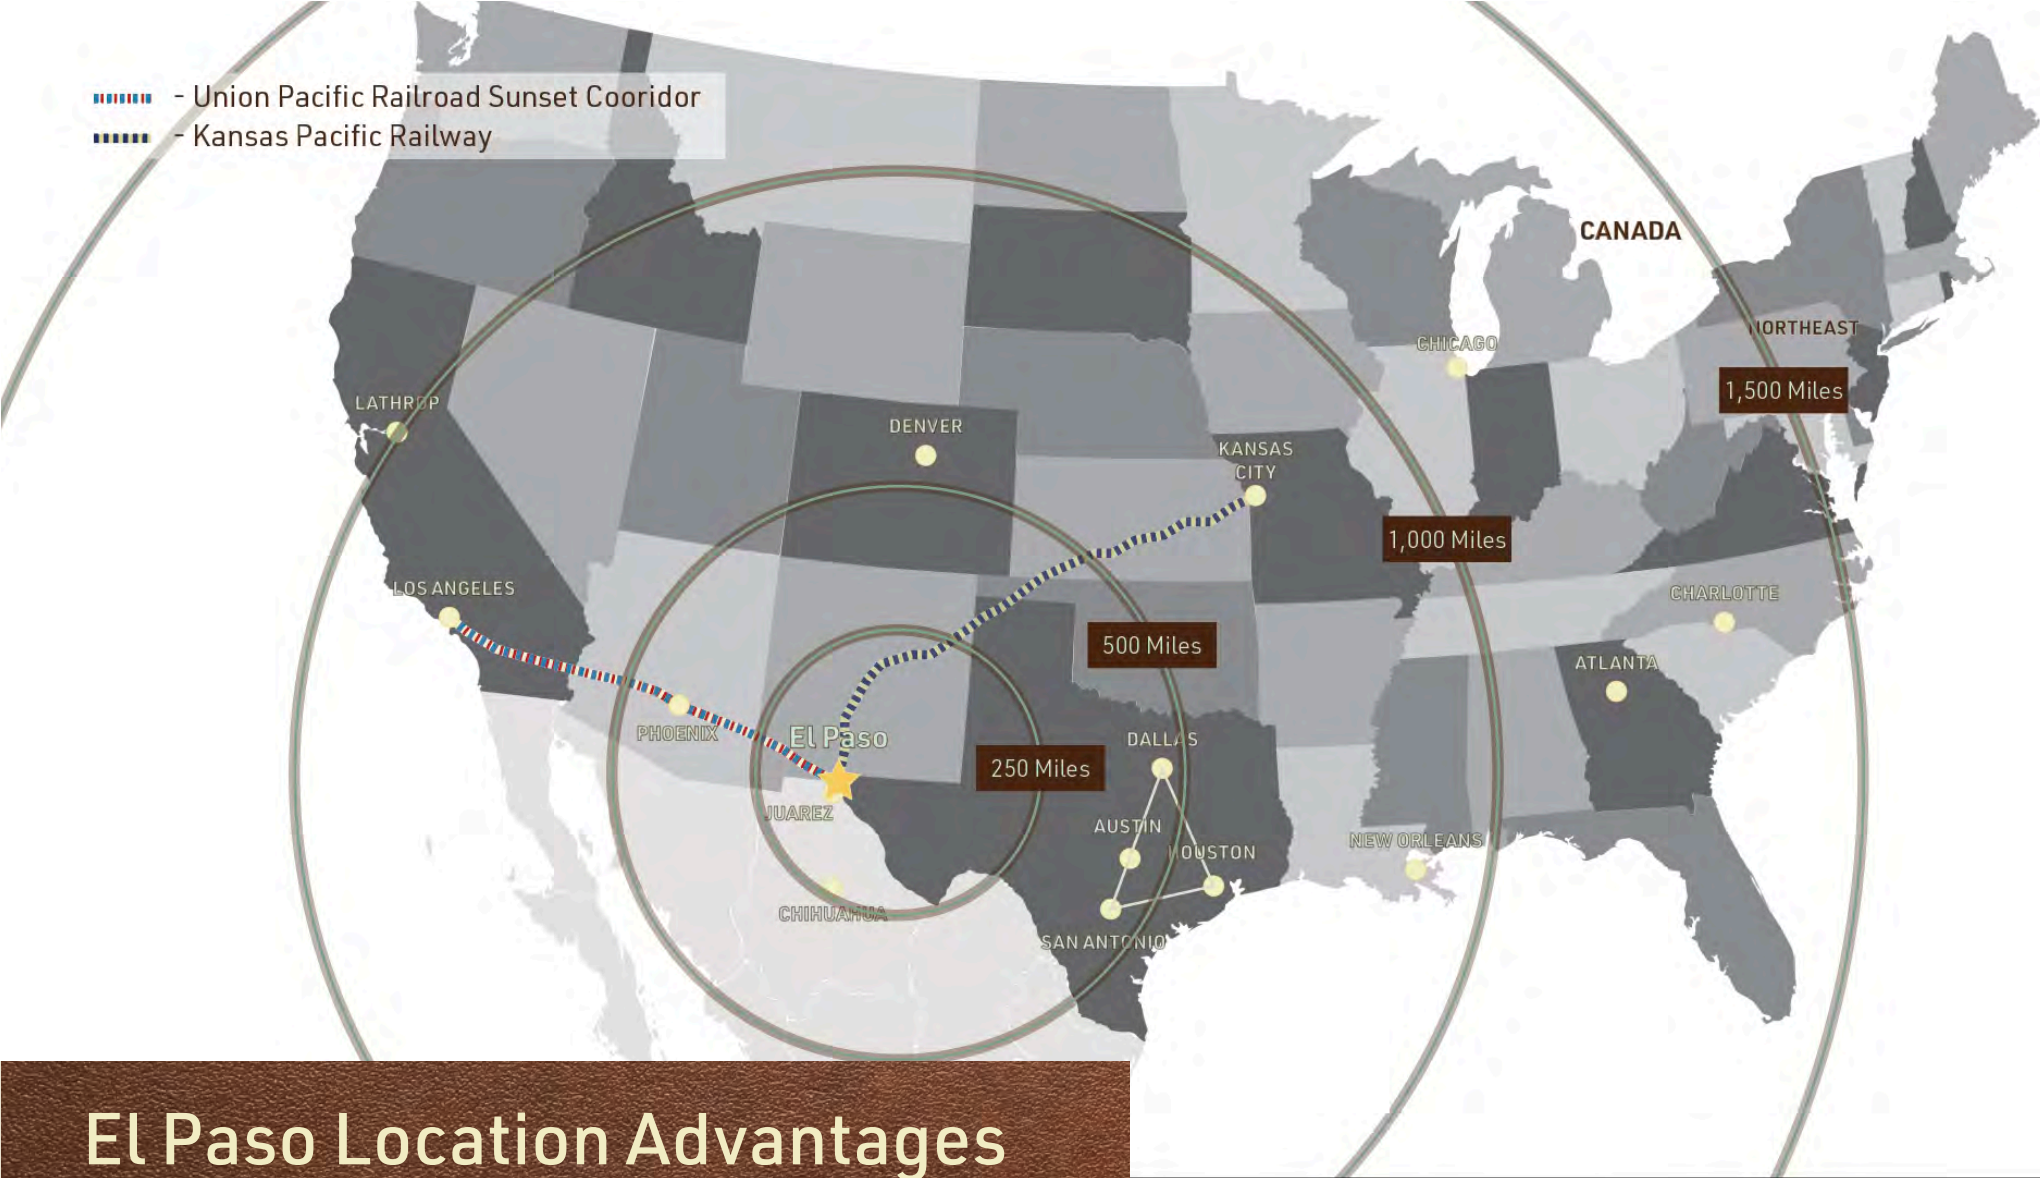 - Union Pacific Railroad Sunset Cooridor
- Kansas Pacific Railway
CANADA
NORTHEAST
CHICAGO
1,500 Miles
LATHROP
DENVER
KANSAS
CITY
1,000 Miles
LOS ANGELES
CHARLOTTE
500 Miles
ATLANTA
PHOENIX
El Paso
DALLAS
250 Miles
JUAREZ
AUSTIN
HOUSTON
NEW ORLEANS
CHIHUAHUA
SAN ANTONIO
El Paso Location Advantages